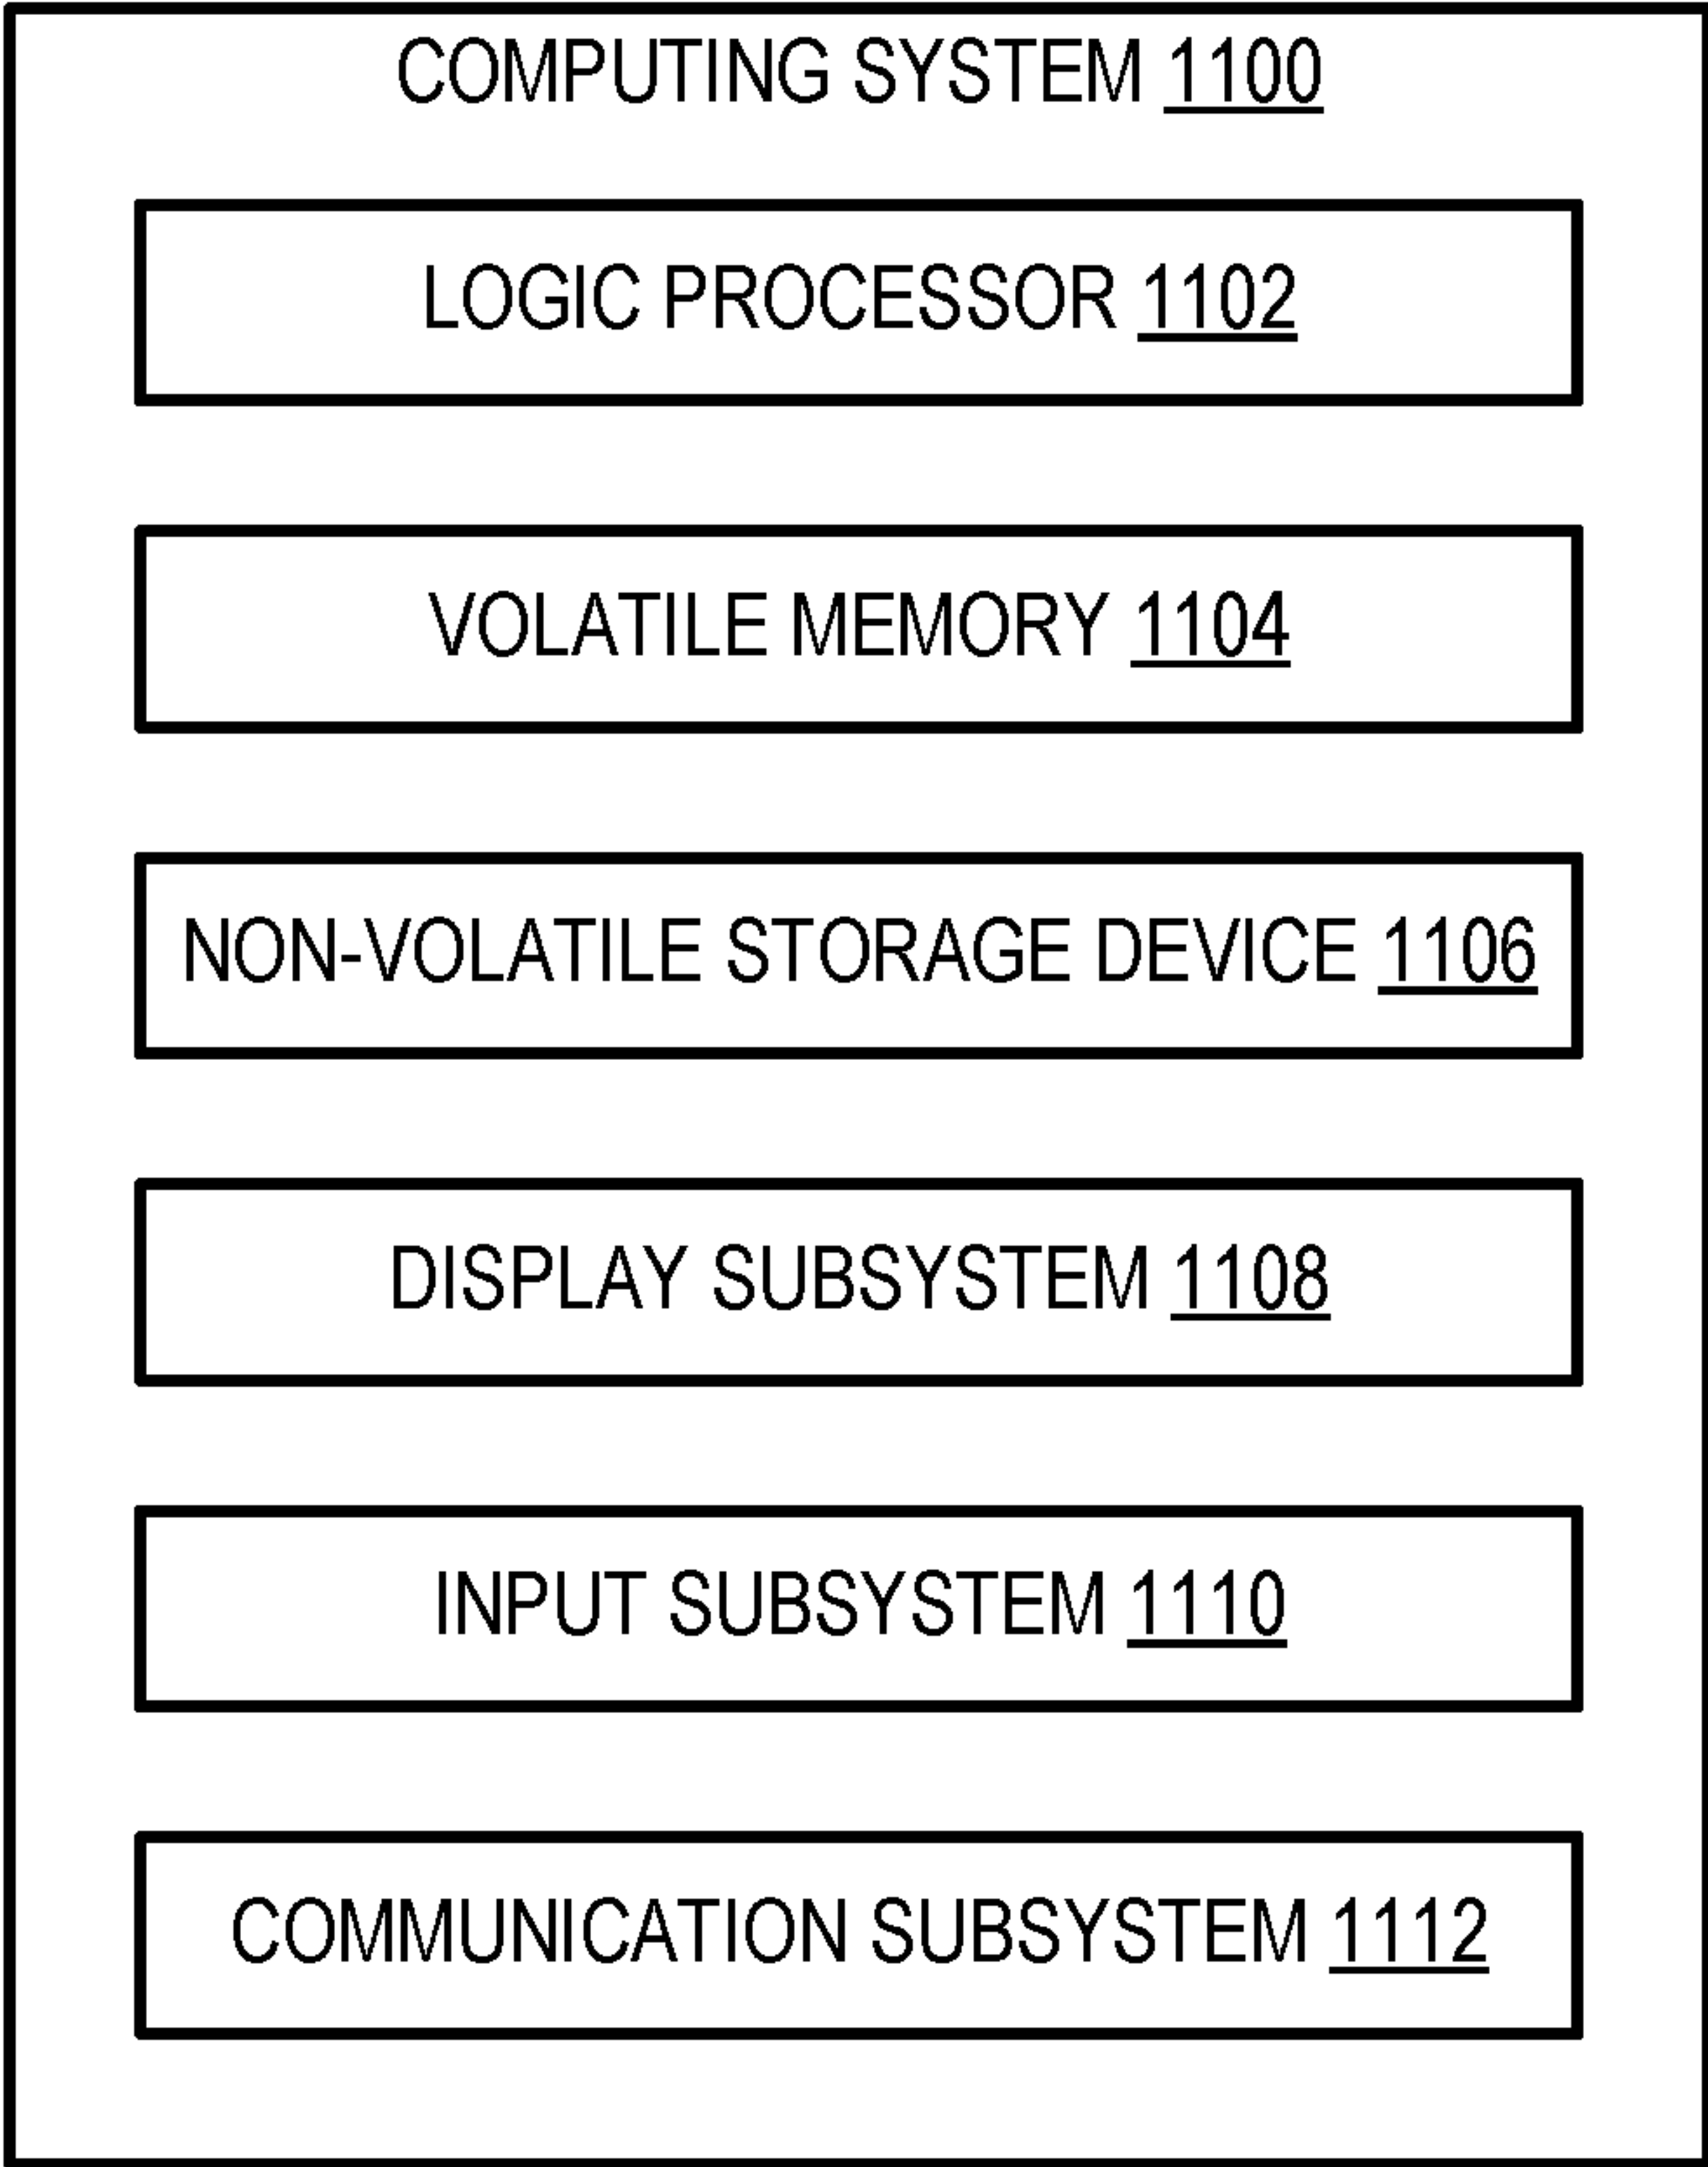 COMPUTING SYSTEM 1100
LOGIC PROCESSOR 1102
VOLATILE MEMORY 1104
NON-VOLATILE STORAGE DEVICE 1106
DISPLAY SUBSYSTEM 1108
INPUT SUBSYSTEM 1110
COMMUNICATION SUBSYSTEM 1112